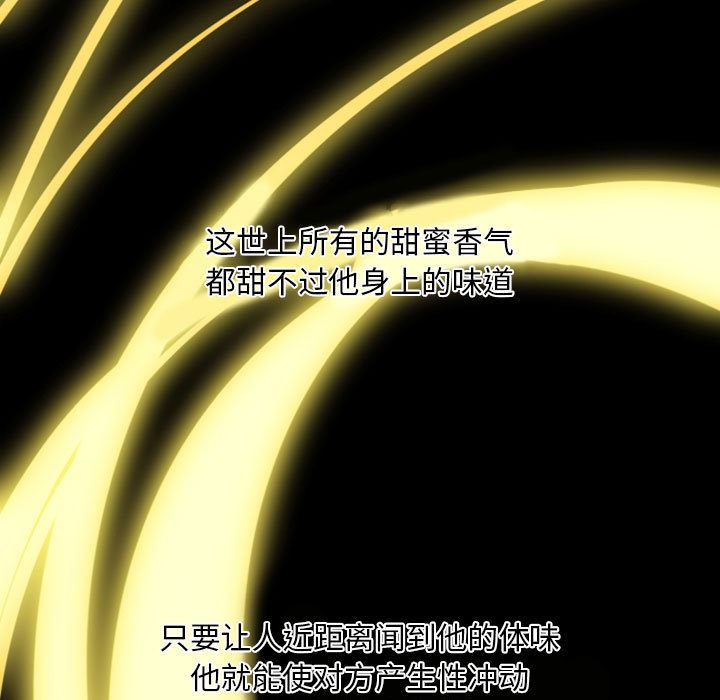 这世上所有的甜蜜香气
都甜不过他身上的味道
只要让人近距离闻到他的体味
他就能使对方产生性冲动